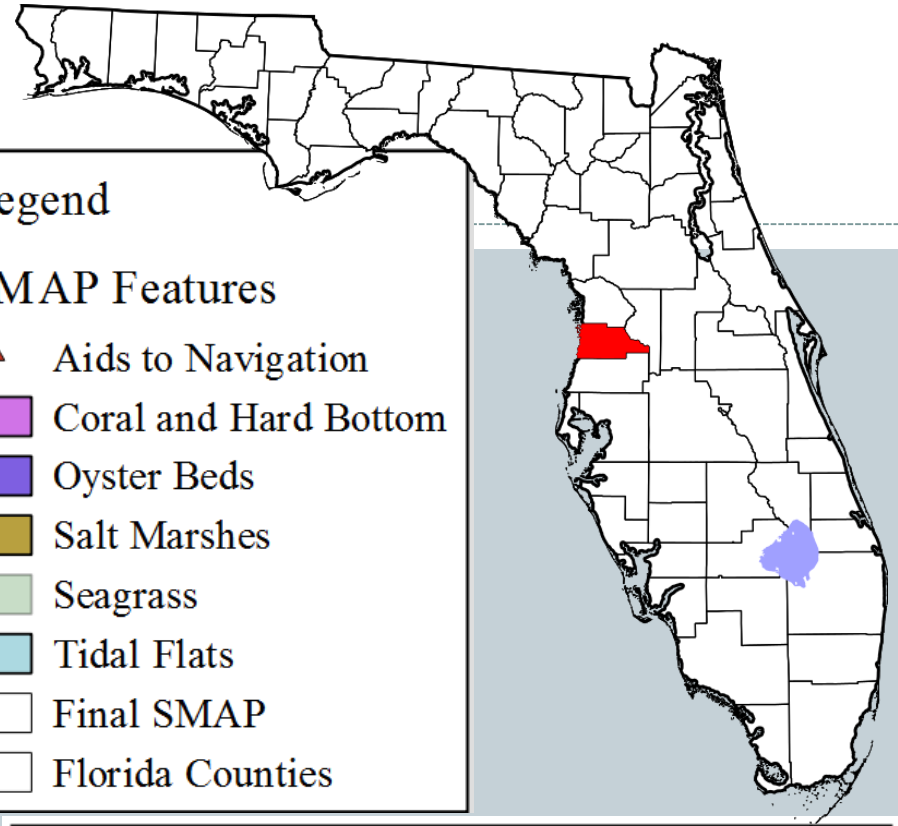 egend
MAP Features
Aids to Navigation
Coral and Hard Bottom
Oyster Beds
Salt Marshes
Seagrass
Tidal Flats
Final SMAP
Florida Counties